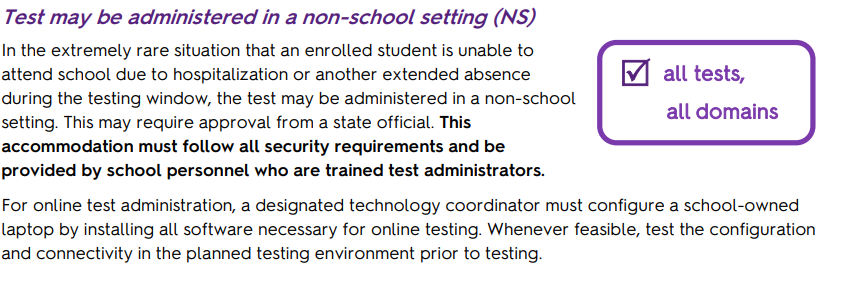 Test may be administered in a non-school setting (NS)
In the extremely rare situation that an enrolled student is unable to
attend school due to hospitalization or another extended absence
during the testing window, the test may be administered in a non-school
setting. This may require approval from a state official. This
accommodation must follow all security requirements and be
provided by school personnel who are trained test administrators.
all tests,
all domains
For online test administration, a designated technology coordinator must configure a school-owned
laptop by installing all software necessary for online testing. Whenever feasible, test the configuration
and connectivity in the planned testing environment prior to testing.